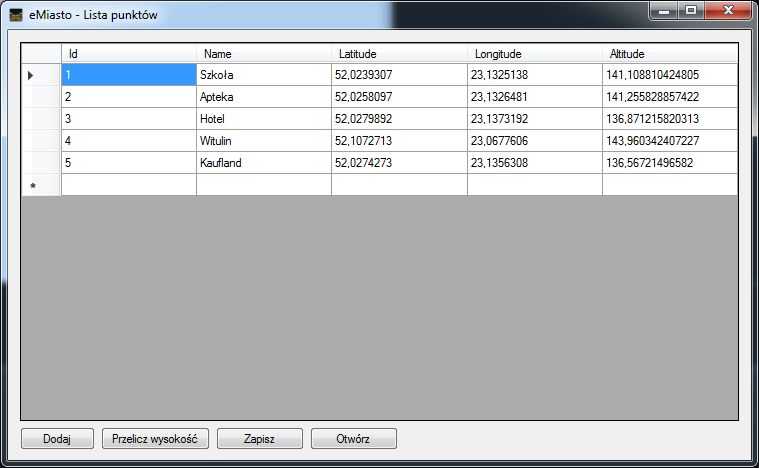 eMiasto - Lista punktów
Id Name Latitude Longitude Altitude
1 Szkoła 52,0239307 23,1325138 141,108810424805
2 Apteka 52,0258097 23,1326481 141,255828857422
3 Hotel 52,0279892 23,1373192 136,871215820313
4 Witulin 52,1072713 23,0677606 143,960342407227
5 Kaufland 52,0274273 23,1356308 136,56721496582
Dodaj Przelicz wysokość Zapisz Otwórz